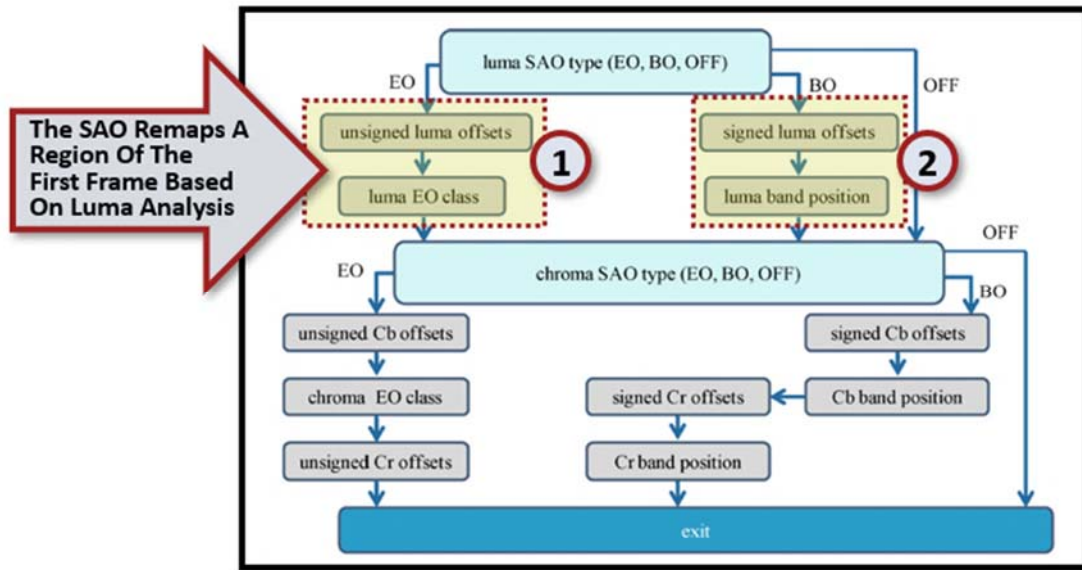 The SAO Remaps A
Region Of The
First Frame Based
On Luma Analysis
luma SAO type (EO, BO, OFF)
EO
BO
OFF
unsigned luma offsets
signed luma offsets
1
2
luma EO class
luma band position
OFF
EO
chroma SAO type (EO, BO, OFF)
BO
unsigned Cb offsets
signed Cb offsets
chroma EO class
signed Cr offsets
Cb band position
unsigned Cr offsets
Cr band position
exit